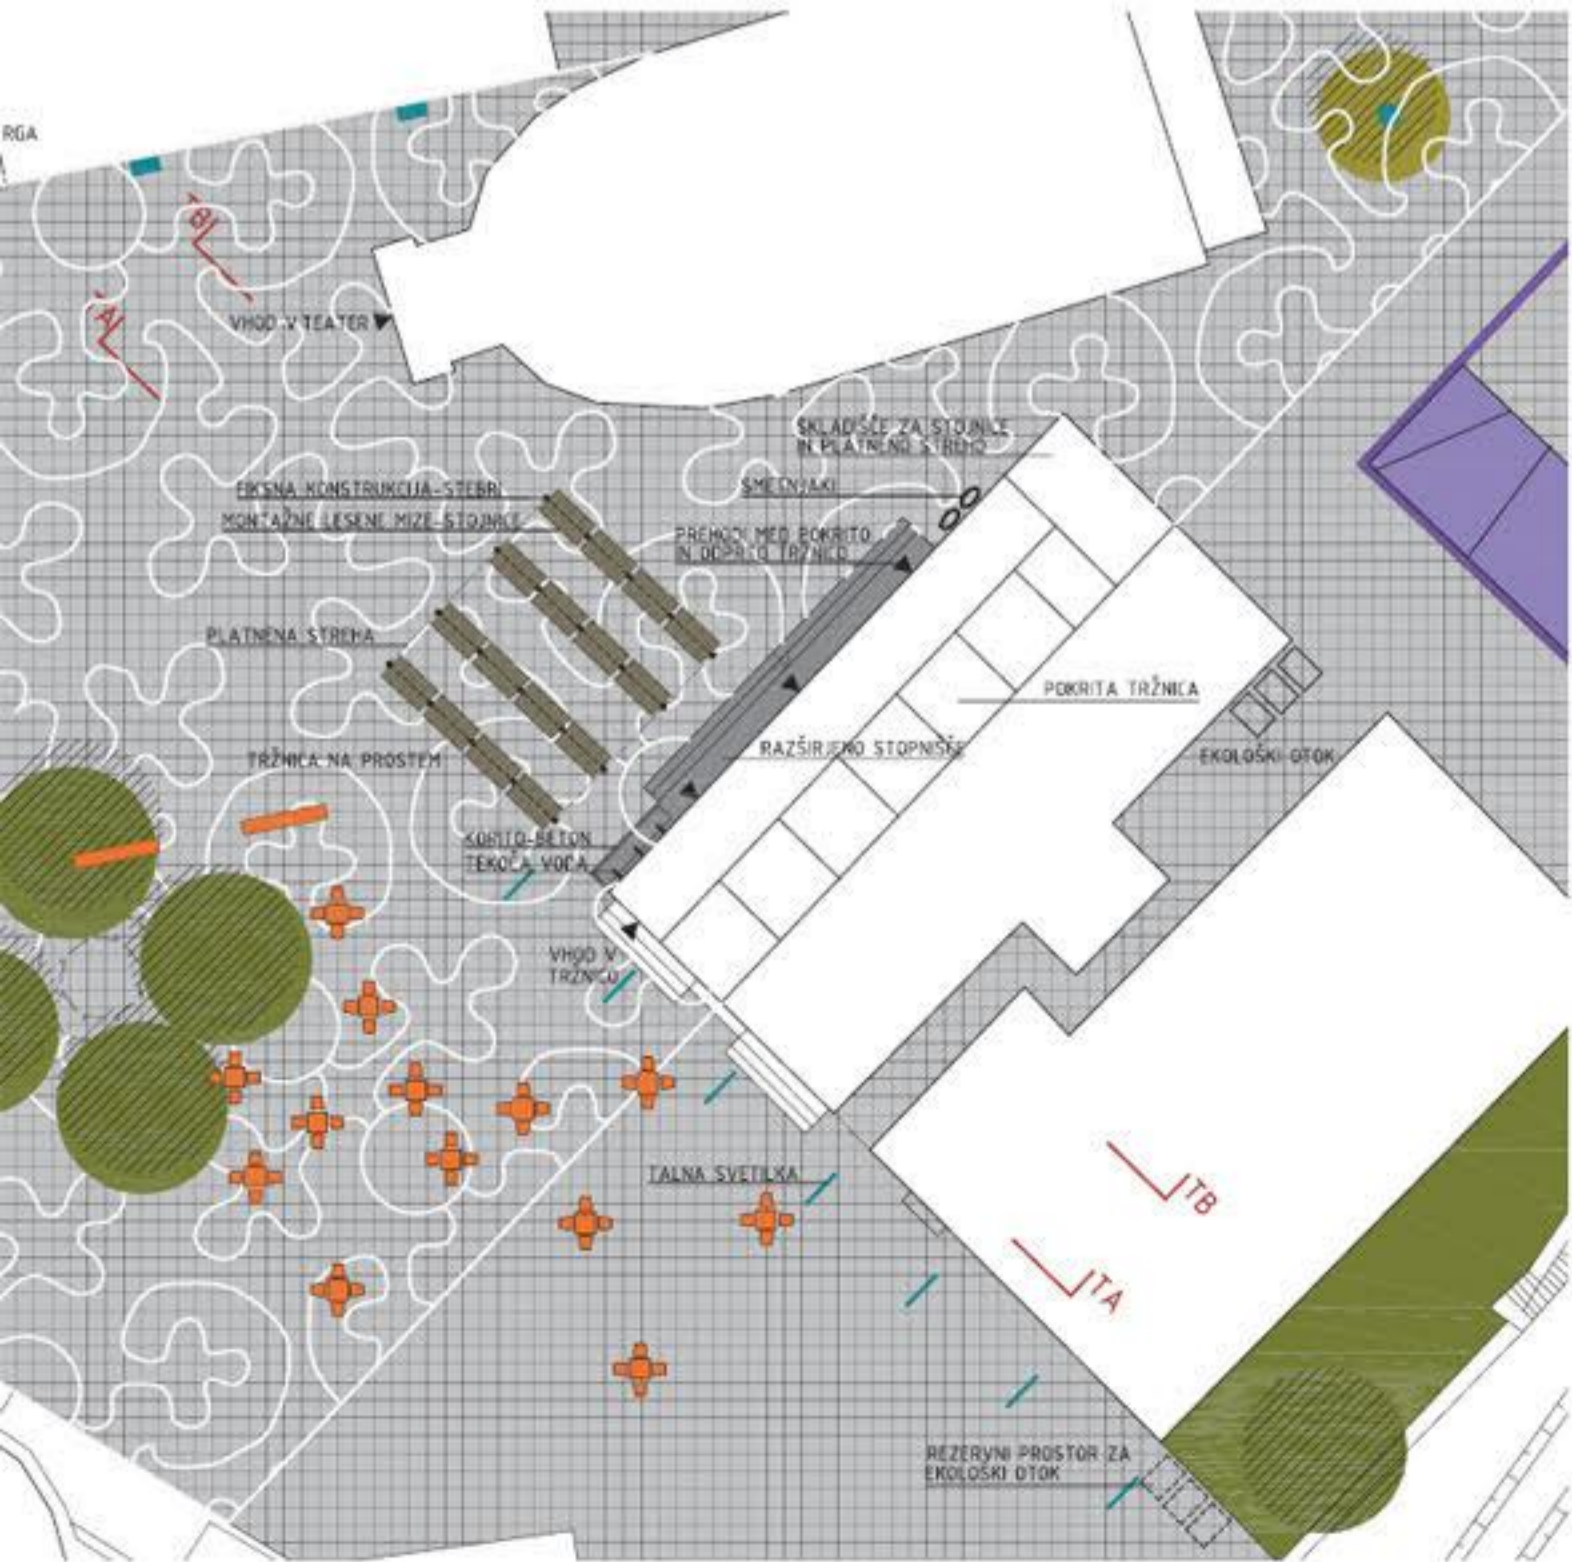 RGA
TB
TA
VHOD V TEATER
SKLADIŠČE ZA STOJNICE
IN PLATNENO STREHO
SMETNJAKI
FIKSNA KONSTRUKCIJA-STEBRI
MONTAŽNE LESENE MIZE-STOJNICE
PREHODI MED POKRITO
IN ODPRTO TRŽNICO
PLATNENA STREHA
POKRITA TRŽNICA
RAZŠIRJENO STOPNIŠČE
TRŽNICA NA PROSTEM
EKOLOŠKI OTOK
KORITO-BETON
TEKOČA VODA
VHOD V
TRŽNICO
TALNA SVETILKA
TB
TA
REZERVNI PROSTOR ZA
EKOLOŠKI OTOK